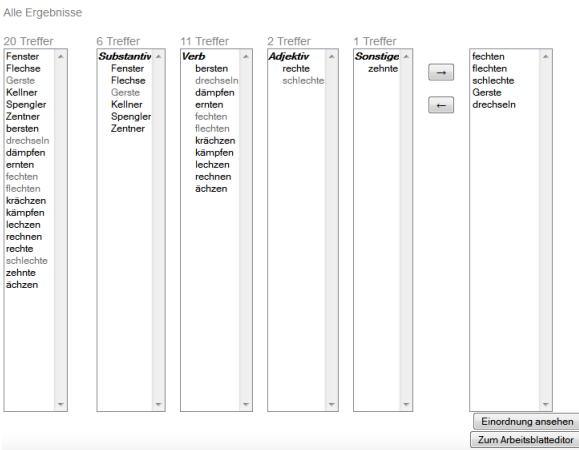 Alle Ergebnisse
20 Treffer
Fenster
Flechse
Gerste
Kellner
Spengler
Zentner
bersten
drechseln
dämpfen
ernten
fechten
flechten
krächzen
kämpfen
lechzen
rechnen
rechte
schlechte
zehnte
ächzen
6 Treffer
Substantiv
Fenster
Flechse
Gerste
Kellner
Spengler
Zentner
11 Treffer
Verb
bersten
drechseln
dämpfen
ernten
fechten
flechten
krächzen
kämpfen
lechzen
rechnen
ächzen
2 Treffer
Adjektiv
rechte
schlechte
1 Treffer
Sonstige
zehnte
→
←
fechten
flechten
schlechte
Gerste
drechseln
Einordnung ansehen
Zum Arbeitsblatteditor